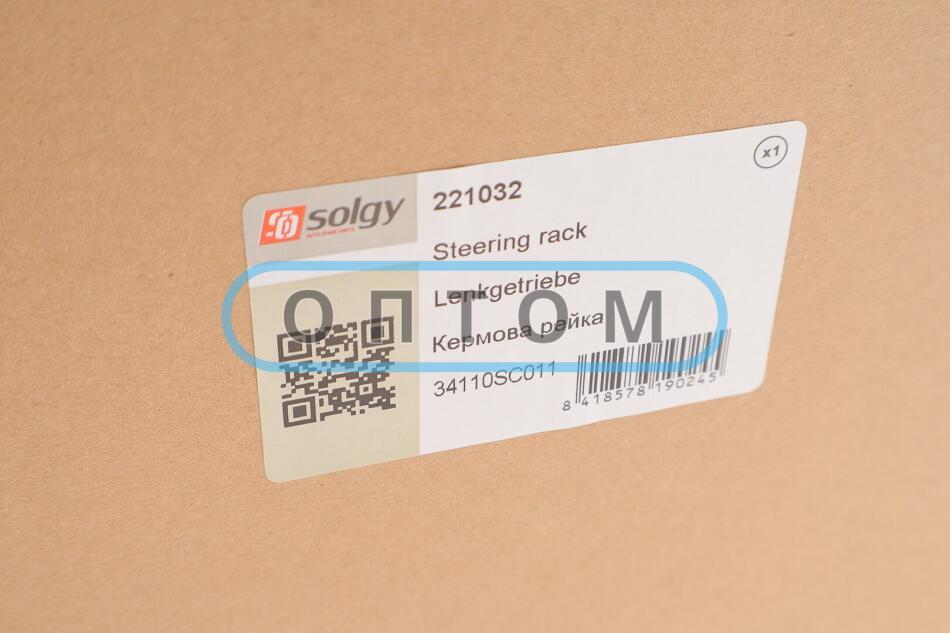 x1
solgy
AUTO SPARE PARTS
221032
Steering rack
Lenkgetriebe
ОПТОМ
Кермова рейка
34110SC011
8 418578 190245